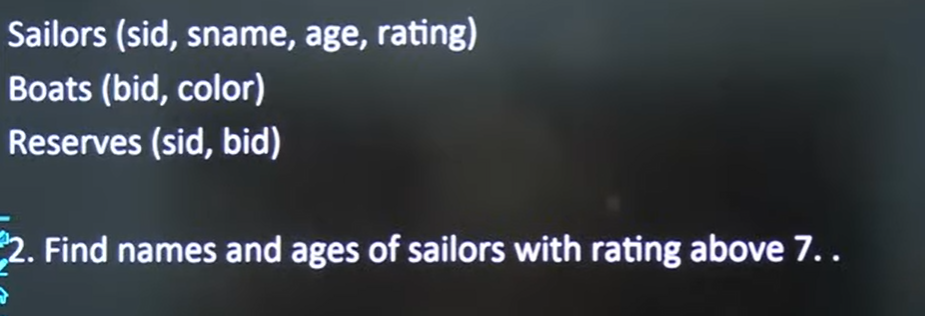 Sailors (sid, sname, age, rating)
Boats (bid, color)
Reserves (sid, bid)
2. Find names and ages of sailors with rating above 7. .